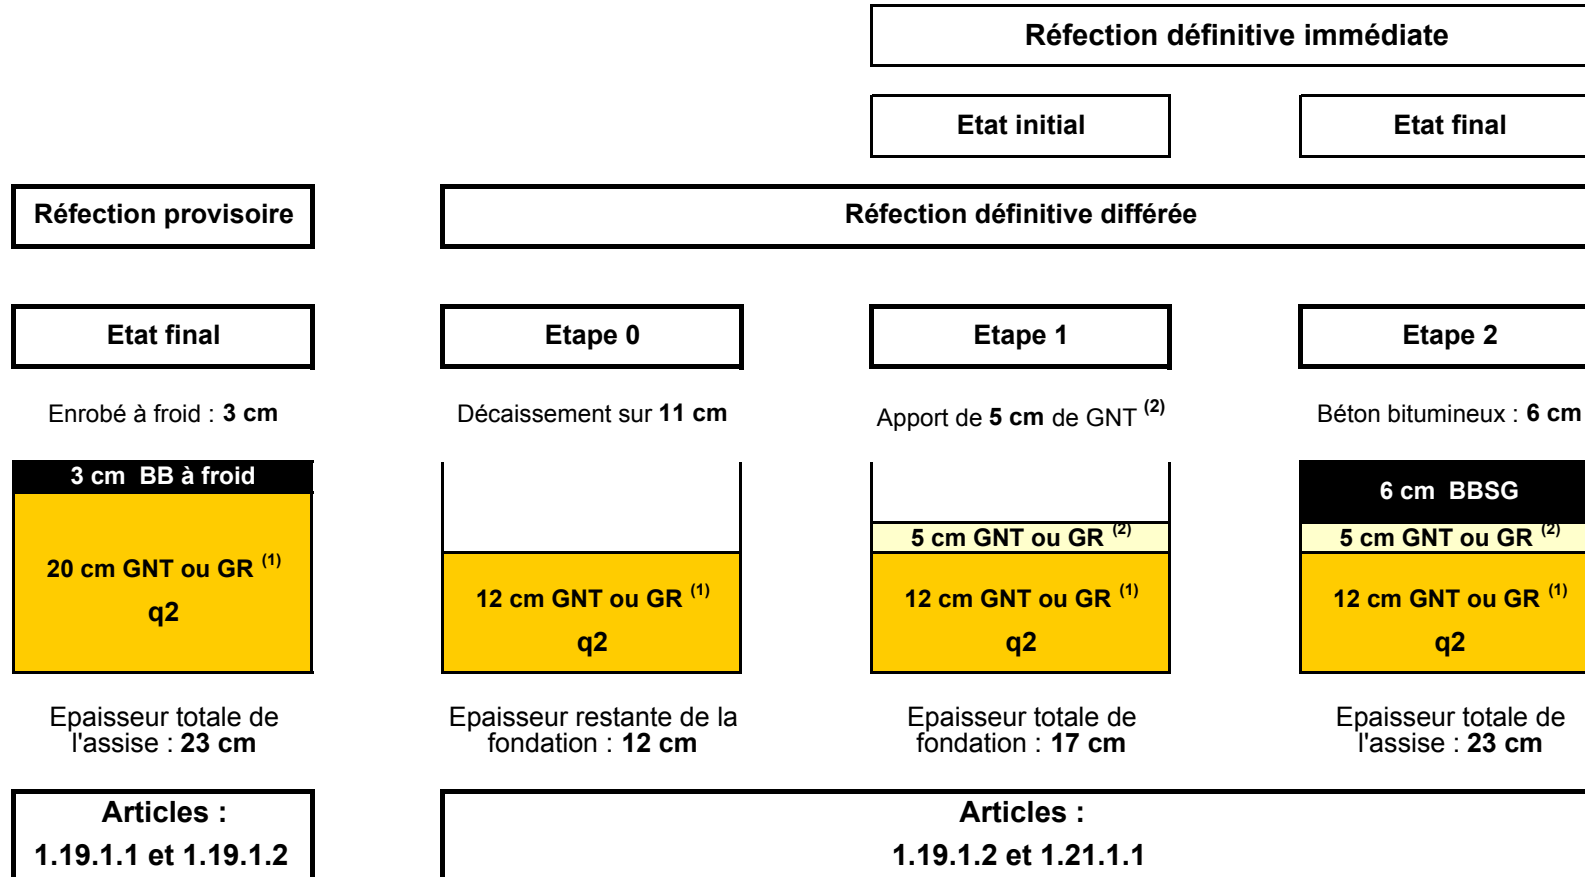 Réfection définitive immédiate
Etat initial
Etat final
Réfection provisoire
Réfection définitive différée
Etat final
Etape 0
Etape 1
Etape 2
Enrobé à froid : 3 cm
Décaissement sur 11 cm
Apport de 5 cm de GNT (2)
Béton bitumineux : 6 cm
3 cm BB à froid
20 cm GNT ou GR (1)
q2
12 cm GNT ou GR (1)
q2
5 cm GNT ou GR (2)
12 cm GNT ou GR (1)
q2
6 cm BBSG
5 cm GNT ou GR (2)
12 cm GNT ou GR (1)
q2
Epaisseur totale de
l'assise : 23 cm
Epaisseur restante de la
fondation : 12 cm
Epaisseur totale de
fondation : 17 cm
Epaisseur totale de
l'assise : 23 cm
Articles :
1.19.1.1 et 1.19.1.2
Articles :
1.19.1.2 et 1.21.1.1